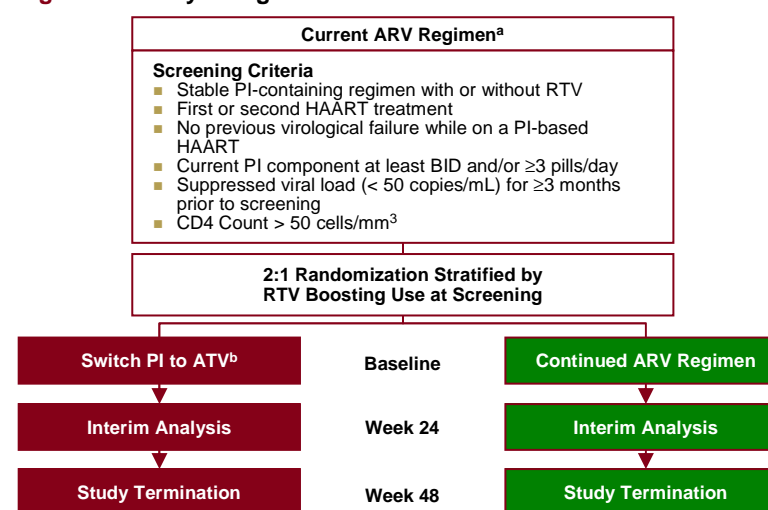 Current ARV Regimenᵃ
Screening Criteria
■ Stable PI-containing regimen with or without RTV
■ First or second HAART treatment
■ No previous virological failure while on a PI-based
HAART
■ Current PI component at least BID and/or ≥3 pills/day
■ Suppressed viral load (< 50 copies/mL) for ≥3 months
prior to screening
■ CD4 Count > 50 cells/mm³
2:1 Randomization Stratified by
RTV Boosting Use at Screening
Switch PI to ATVᵇ
Baseline
Continued ARV Regimen
Interim Analysis
Week 24
Interim Analysis
Study Termination
Week 48
Study Termination